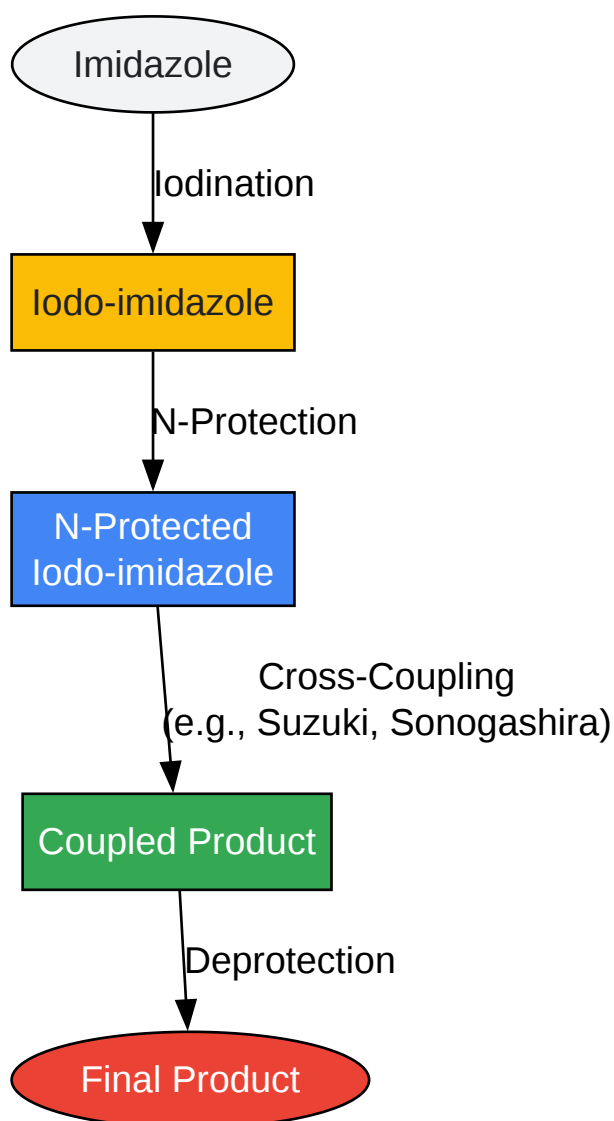 Imidazole
Iodination
Iodo-imidazole
N-Protection
N-Protected
Iodo-imidazole
Cross-Coupling
(e.g., Suzuki, Sonogashira)
Coupled Product
Deprotection
Final Product